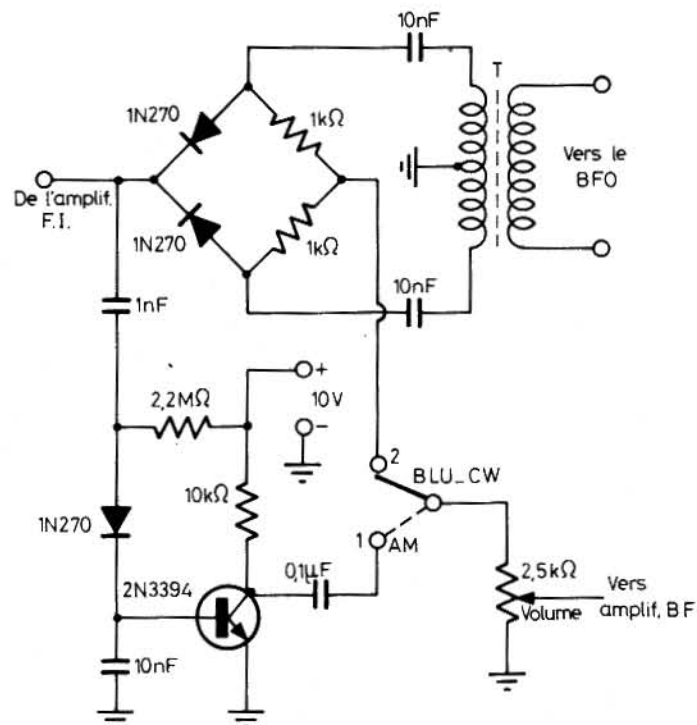 10nF
T
1N270
1kΩ
Vers le
BFO
De l'amplif.
F.I.
1N270
1kΩ
10nF
1nF
+
2,2MΩ
10V
-
2
BLU_CW
10kΩ
1N270
1
AM
0,1µF
2,5kΩ
Vers
2N3394
Volume
amplif, BF
10nF